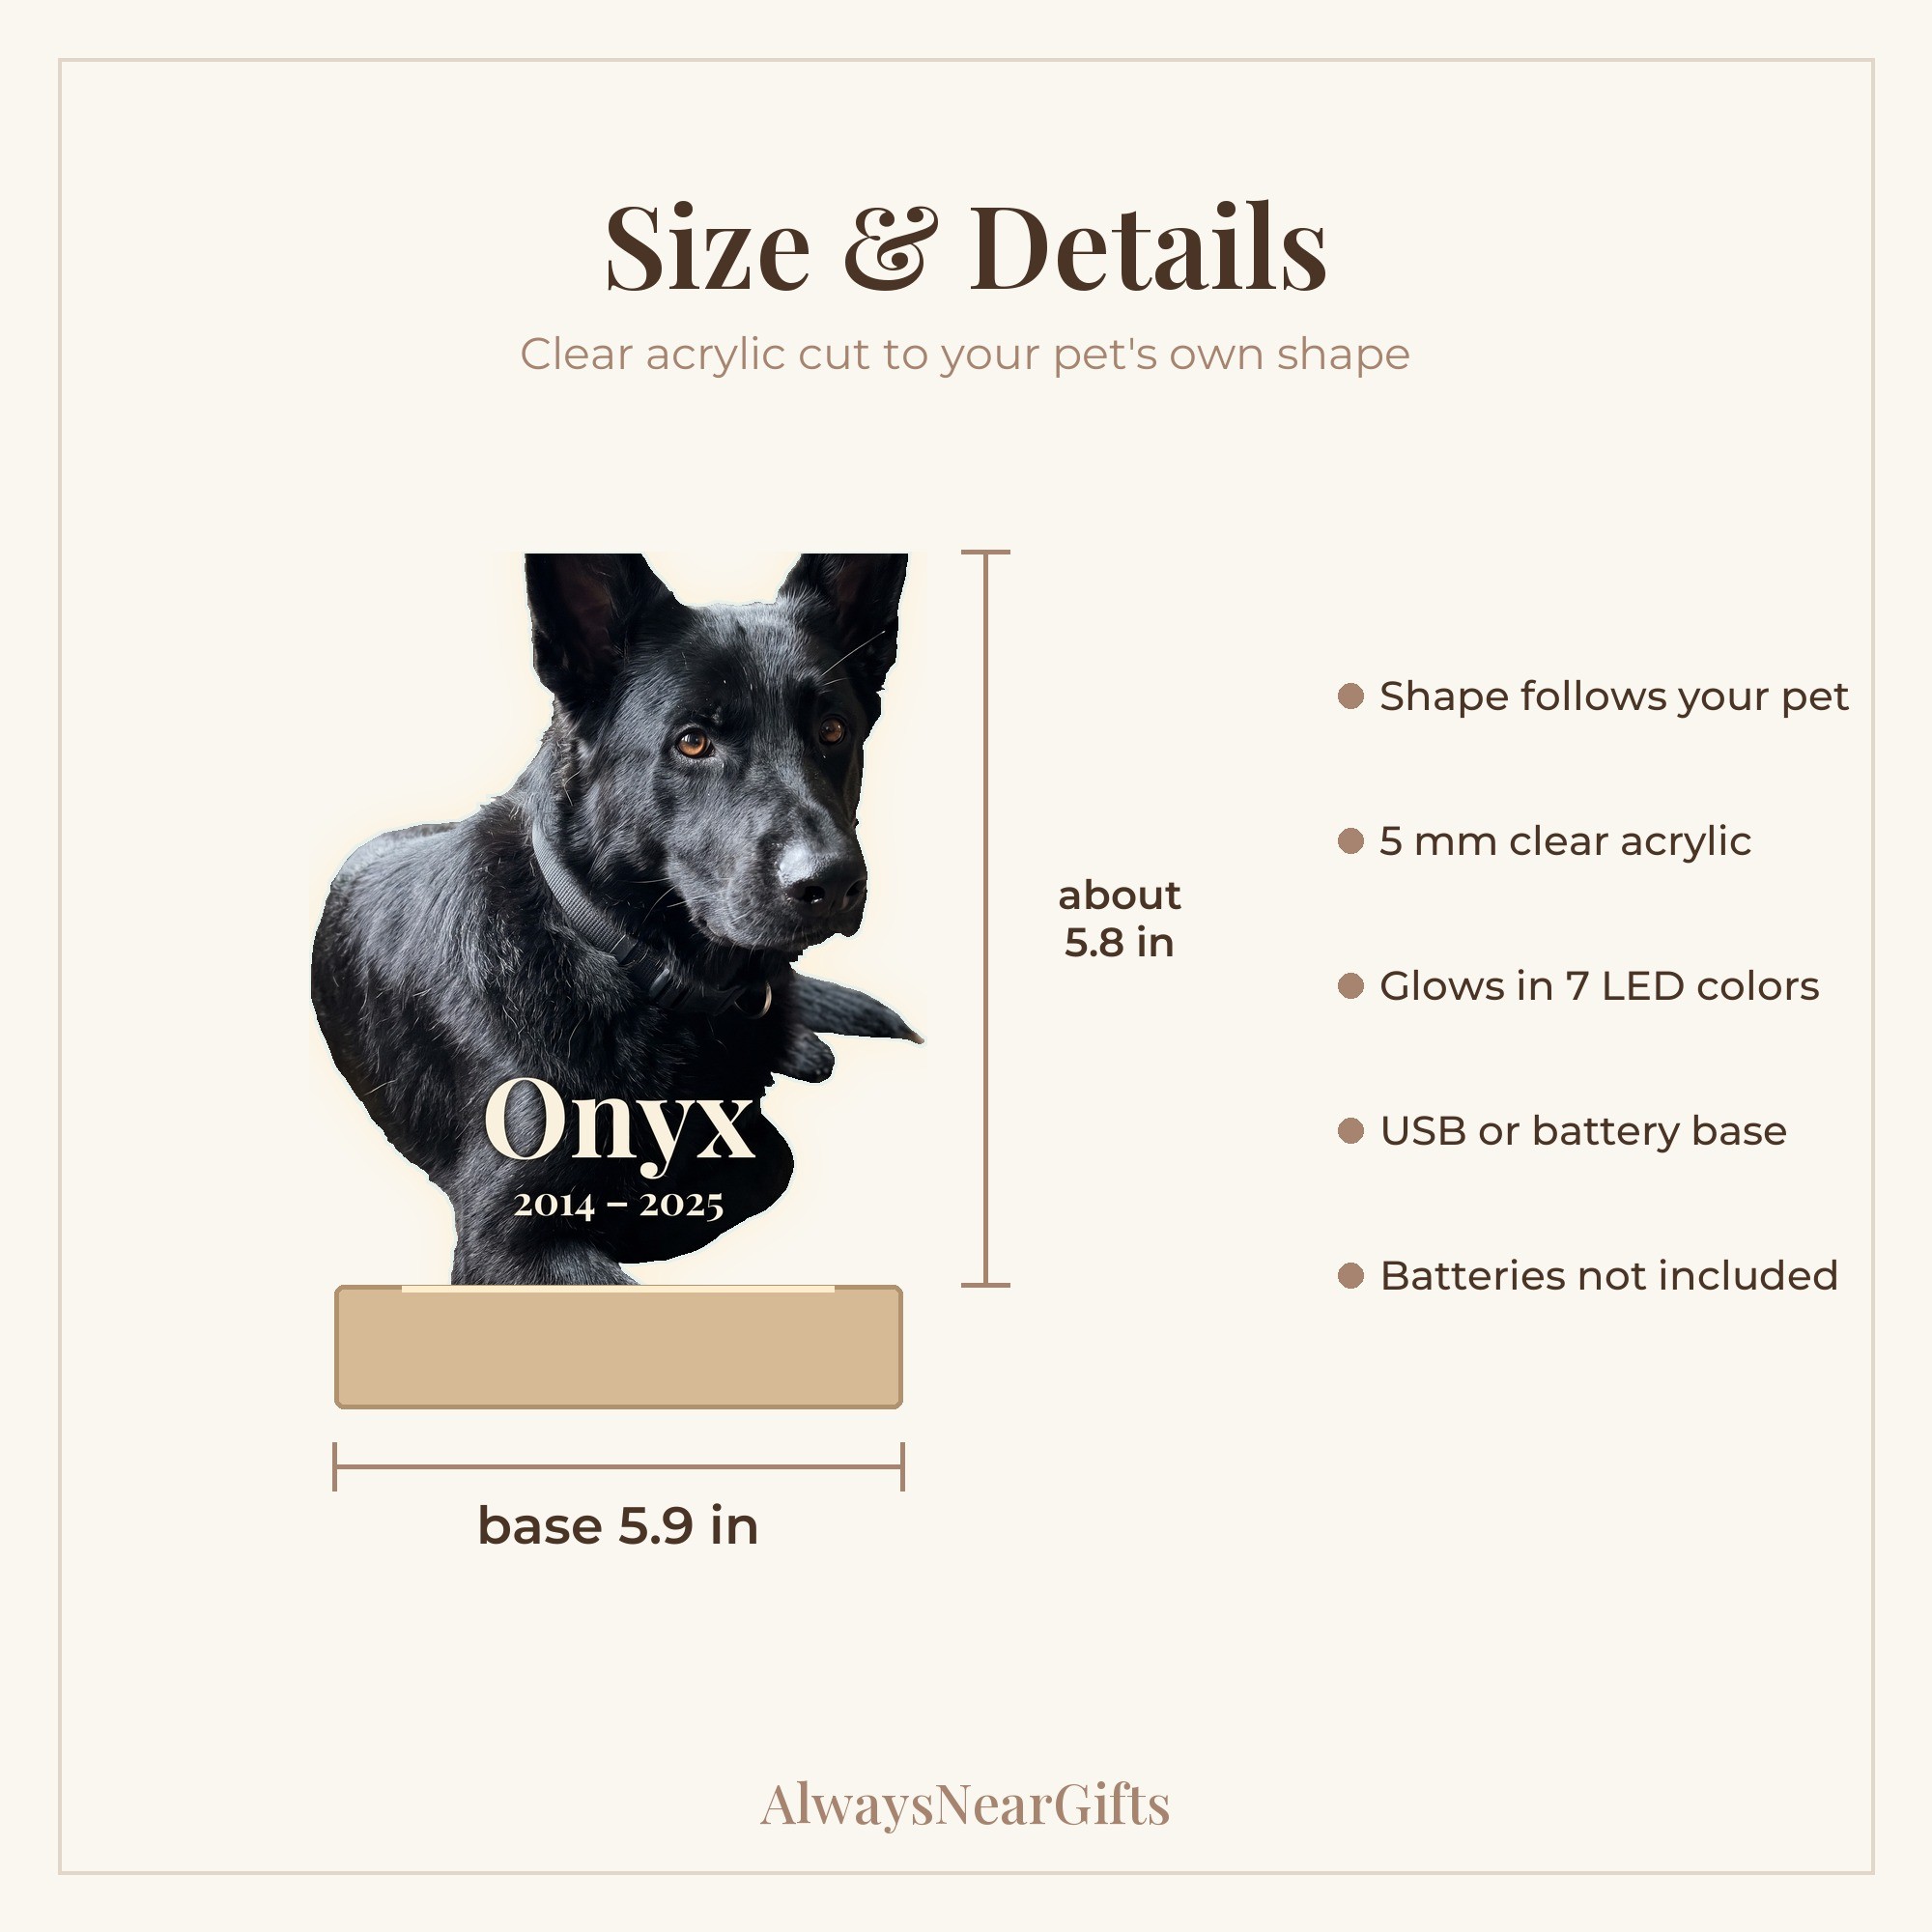 Size & Details
Clear acrylic cut to your pet's own shape
Shape follows your pet
5 mm clear acrylic
about
5.8 in
Glows in 7 LED colors
Onyx
USB or battery base
2014 – 2025
Batteries not included
base 5.9 in
AlwaysNearGifts